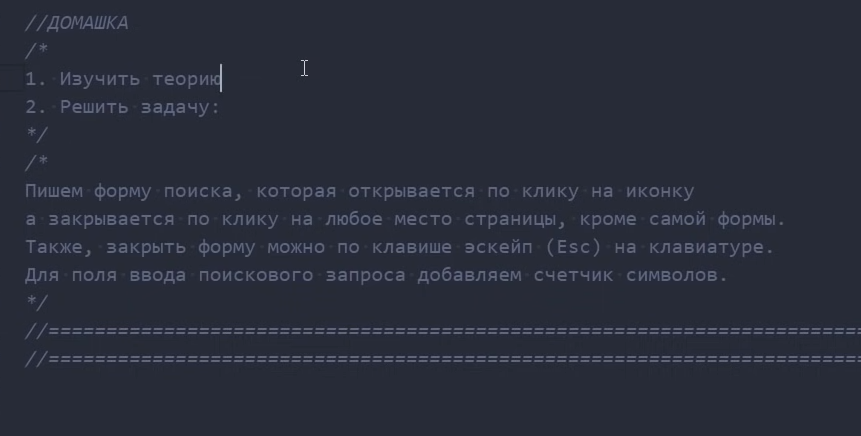 //ДОМАШКА
/*
1. Изучить теорию
2. Решить задачу:
*/
/*
Пишем форму поиска, которая открывается по клику на иконку
а закрывается по клику на любое место страницы, кроме самой формы.
Также, закрыть форму можно по клавише эскейп (Esc) на клавиатуре.
Для поля ввода поискового запроса добавляем счетчик символов.
*/
//========================================================================
//========================================================================